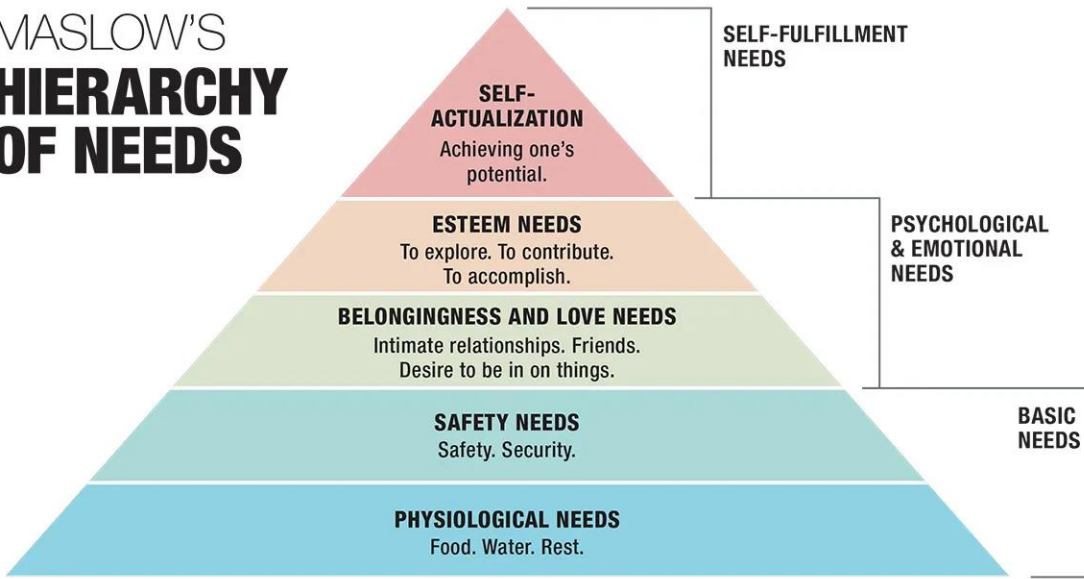 MASLOW'S
HIERARCHY
OF NEEDS
SELF-
ACTUALIZATION
Achieving one's
potential.
ESTEEM NEEDS
To explore. To contribute.
To accomplish.
BELONGINGNESS AND LOVE NEEDS
Intimate relationships. Friends.
Desire to be in on things.
SAFETY NEEDS
Safety. Security.
PHYSIOLOGICAL NEEDS
Food. Water. Rest.
SELF-FULFILLMENT
NEEDS
PSYCHOLOGICAL
& EMOTIONAL
NEEDS
BASIC
NEEDS